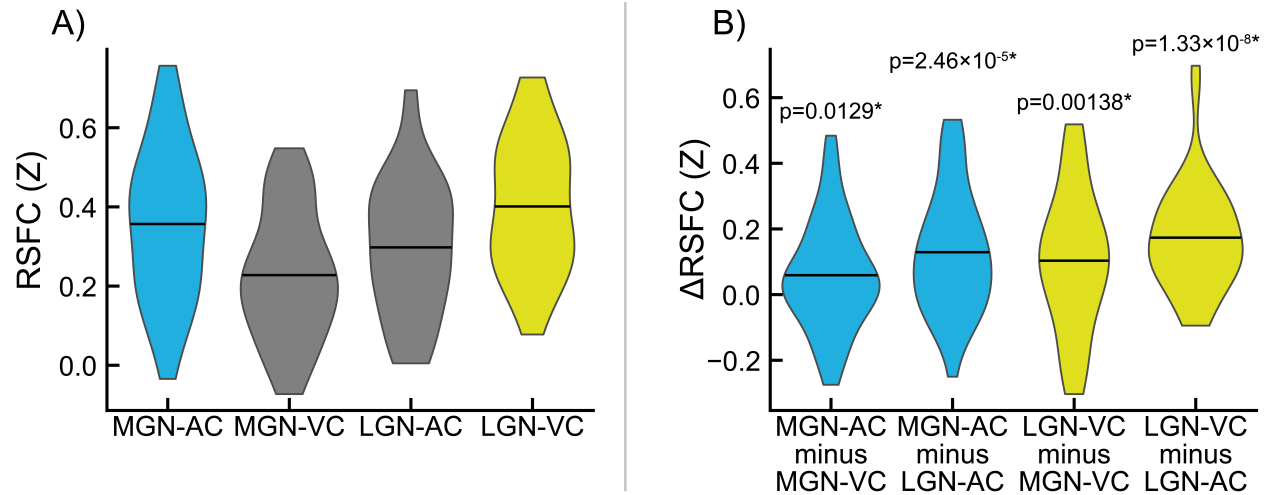 A)
RSFC (Z)
0.6
0.4
0.2
0.0
MGN-AC MGN-VC LGN-AC LGN-VC
B)
ΔRSFC (Z)
0.6
0.4
0.2
0.0
−0.2
p=0.0129*
p=2.46×10⁻⁵*
p=0.00138*
p=1.33×10⁻⁸*
MGN-AC
minus
MGN-VC
MGN-AC
minus
LGN-AC
LGN-VC
minus
MGN-VC
LGN-VC
minus
LGN-AC